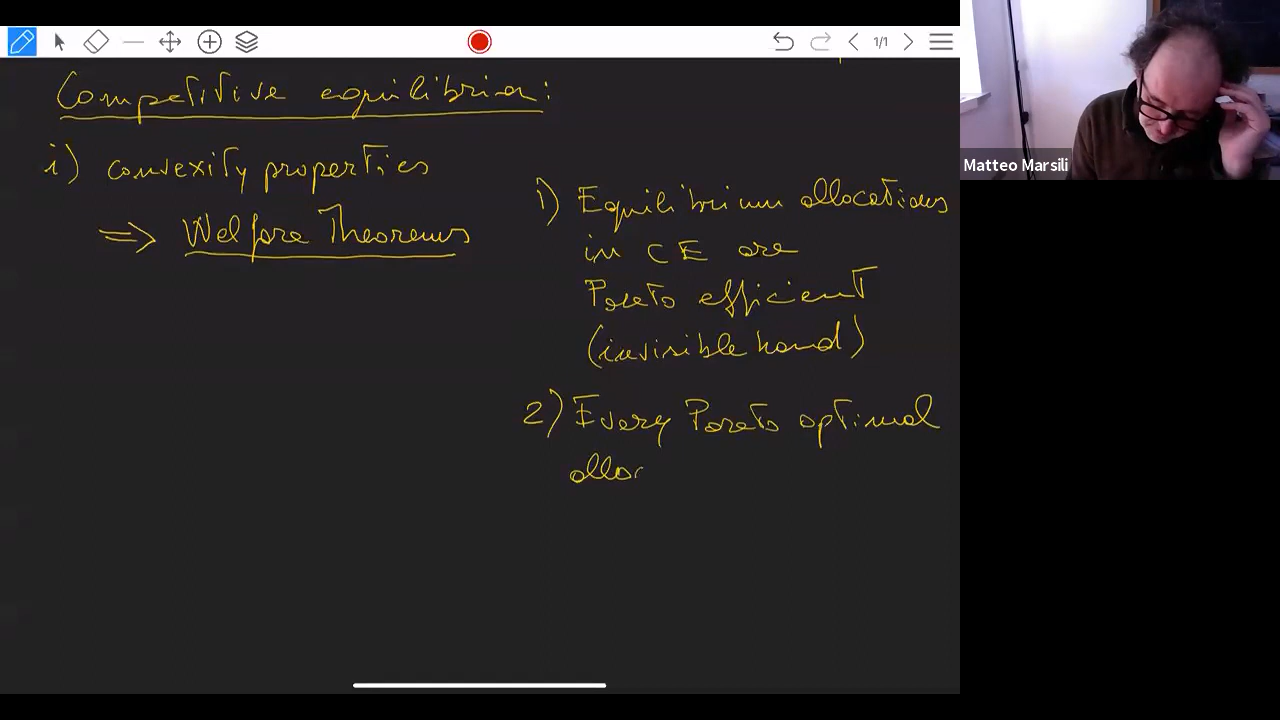 1/1
Competitive equilibria:
i) convexity properties
⇒ Welfare Theorems
1) Equilibrium allocations
in CE are
Pareto efficient
(invisible hand)
2) Every Pareto optimal
alloc
Matteo Marsili